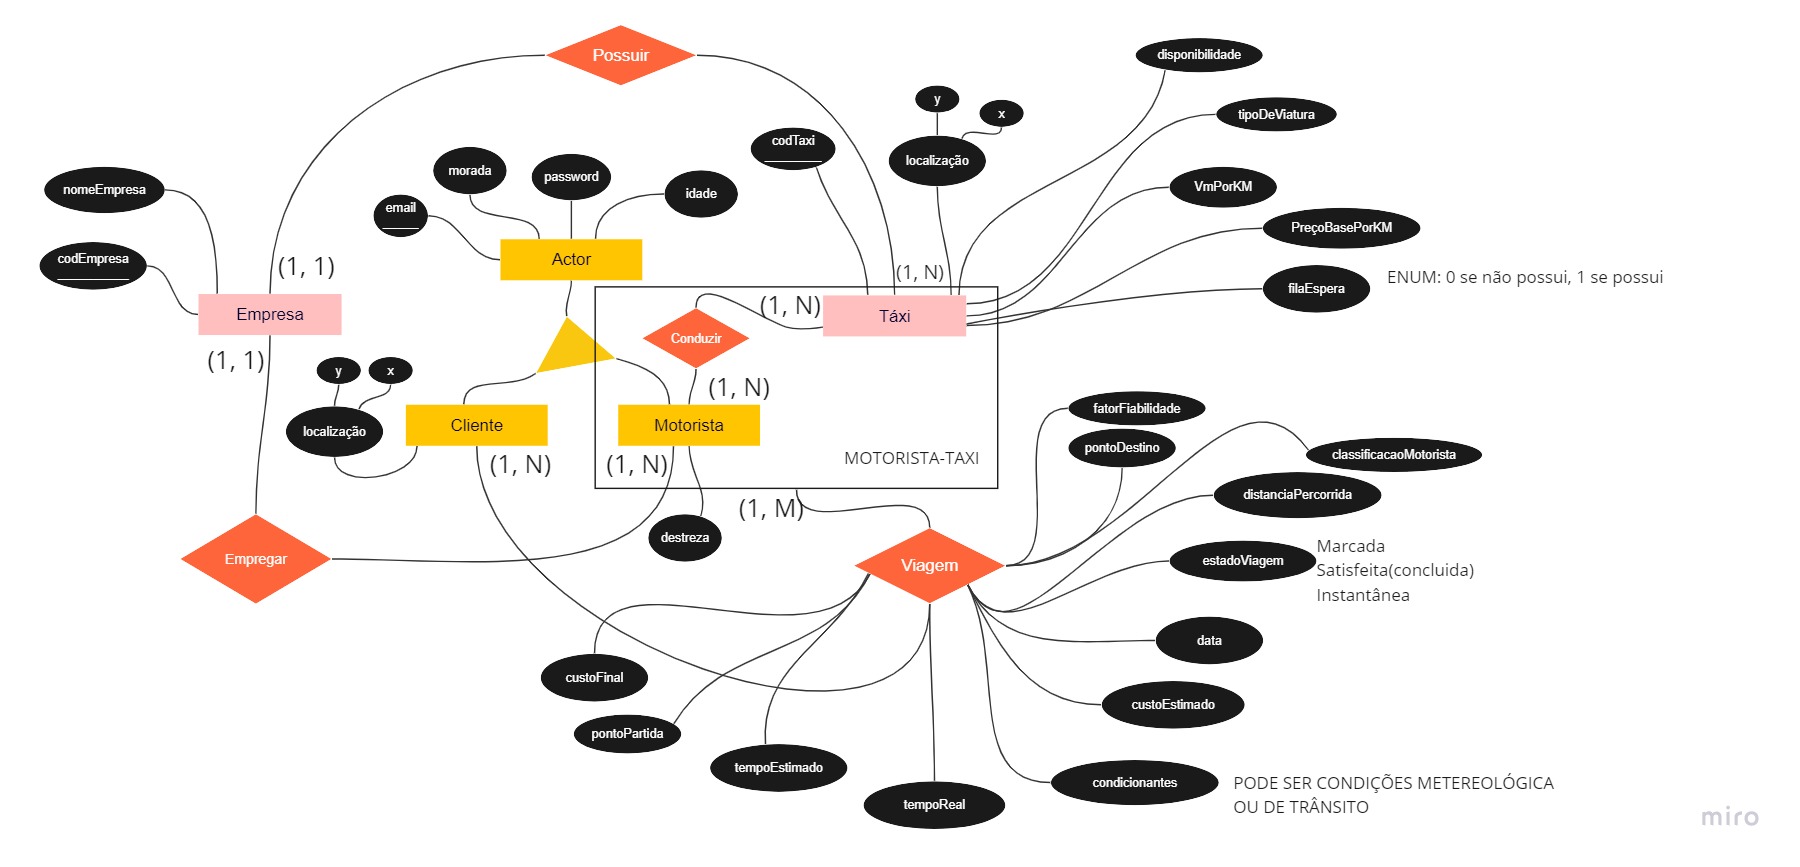 Possuir
disponibilidade
y
x
tipoDeViatura
codTaxi
localização
morada
password
idade
nomeEmpresa
email
VmPorKM
PreçoBasePorKM
codEmpresa
(1, 1)
Actor
(1, N)
filaEspera
ENUM: 0 se não possui, 1 se possui
Empresa
(1, N)
Táxi
Conduzir
(1, 1)
y
x
(1, N)
localização
Cliente
Motorista
fatorFiabilidade
pontoDestino
classificacaoMotorista
(1, N)
(1, N)
MOTORISTA-TAXI
distanciaPercorrida
(1, M)
destreza
Empregar
Viagem
estadoViagem
Marcada
Satisfeita(concluida)
Instantânea
data
custoFinal
custoEstimado
pontoPartida
tempoEstimado
tempoReal
condicionantes
PODE SER CONDIÇÕES METEREOLÓGICA
OU DE TRÂNSITO
miro